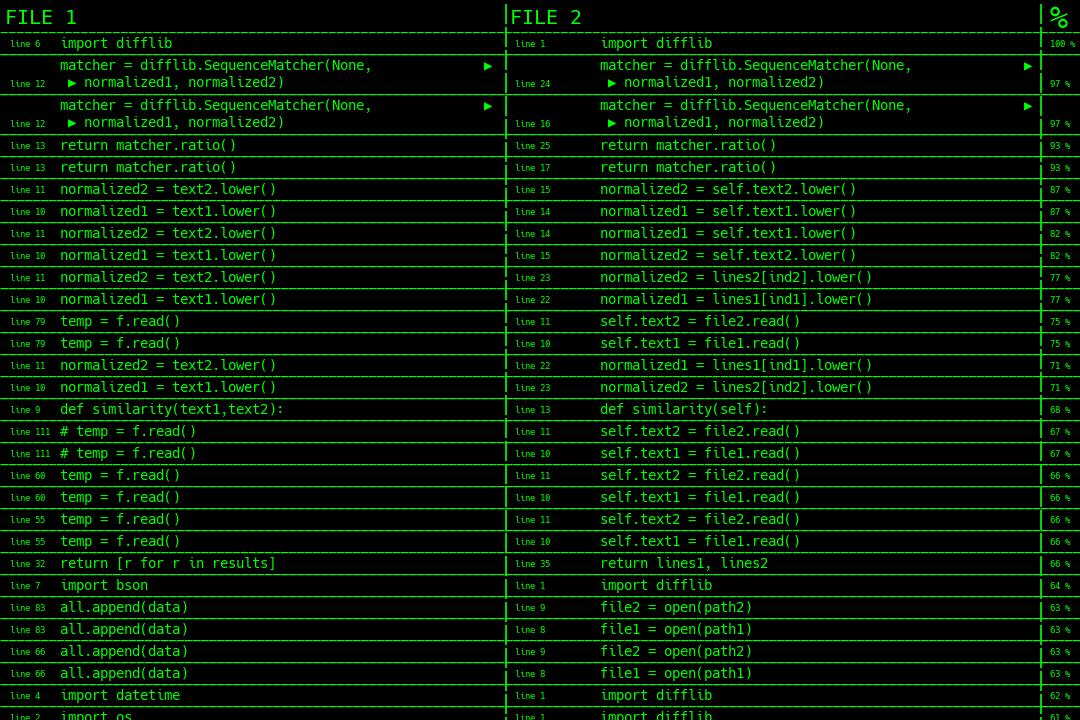 FILE 1 FILE 2 %
line 6 import difflib line 1 import difflib 100 %
matcher = difflib.SequenceMatcher(None, ▶ matcher = difflib.SequenceMatcher(None, ▶
line 12 ▶ normalized1, normalized2) line 24 ▶ normalized1, normalized2) 97 %
matcher = difflib.SequenceMatcher(None, ▶ matcher = difflib.SequenceMatcher(None, ▶
line 12 ▶ normalized1, normalized2) line 16 ▶ normalized1, normalized2) 97 %
line 13 return matcher.ratio() line 25 return matcher.ratio() 93 %
line 13 return matcher.ratio() line 17 return matcher.ratio() 93 %
line 11 normalized2 = text2.lower() line 15 normalized2 = self.text2.lower() 87 %
line 10 normalized1 = text1.lower() line 14 normalized1 = self.text1.lower() 87 %
line 11 normalized2 = text2.lower() line 14 normalized1 = self.text1.lower() 82 %
line 10 normalized1 = text1.lower() line 15 normalized2 = self.text2.lower() 82 %
line 11 normalized2 = text2.lower() line 23 normalized2 = lines2[ind2].lower() 77 %
line 10 normalized1 = text1.lower() line 22 normalized1 = lines1[ind1].lower() 77 %
line 79 temp = f.read() line 11 self.text2 = file2.read() 75 %
line 79 temp = f.read() line 10 self.text1 = file1.read() 75 %
line 11 normalized2 = text2.lower() line 22 normalized1 = lines1[ind1].lower() 71 %
line 10 normalized1 = text1.lower() line 23 normalized2 = lines2[ind2].lower() 71 %
line 9 def similarity(text1,text2): line 13 def similarity(self): 68 %
line 111 # temp = f.read() line 11 self.text2 = file2.read() 67 %
line 111 # temp = f.read() line 10 self.text1 = file1.read() 67 %
line 60 temp = f.read() line 11 self.text2 = file2.read() 66 %
line 60 temp = f.read() line 10 self.text1 = file1.read() 66 %
line 55 temp = f.read() line 11 self.text2 = file2.read() 66 %
line 55 temp = f.read() line 10 self.text1 = file1.read() 66 %
line 32 return [r for r in results] line 35 return lines1, lines2 66 %
line 7 import bson line 1 import difflib 64 %
line 83 all.append(data) line 9 file2 = open(path2) 63 %
line 83 all.append(data) line 8 file1 = open(path1) 63 %
line 66 all.append(data) line 9 file2 = open(path2) 63 %
line 66 all.append(data) line 8 file1 = open(path1) 63 %
line 4 import datetime line 1 import difflib 62 %
line 2 import os line 1 import difflib 61 %